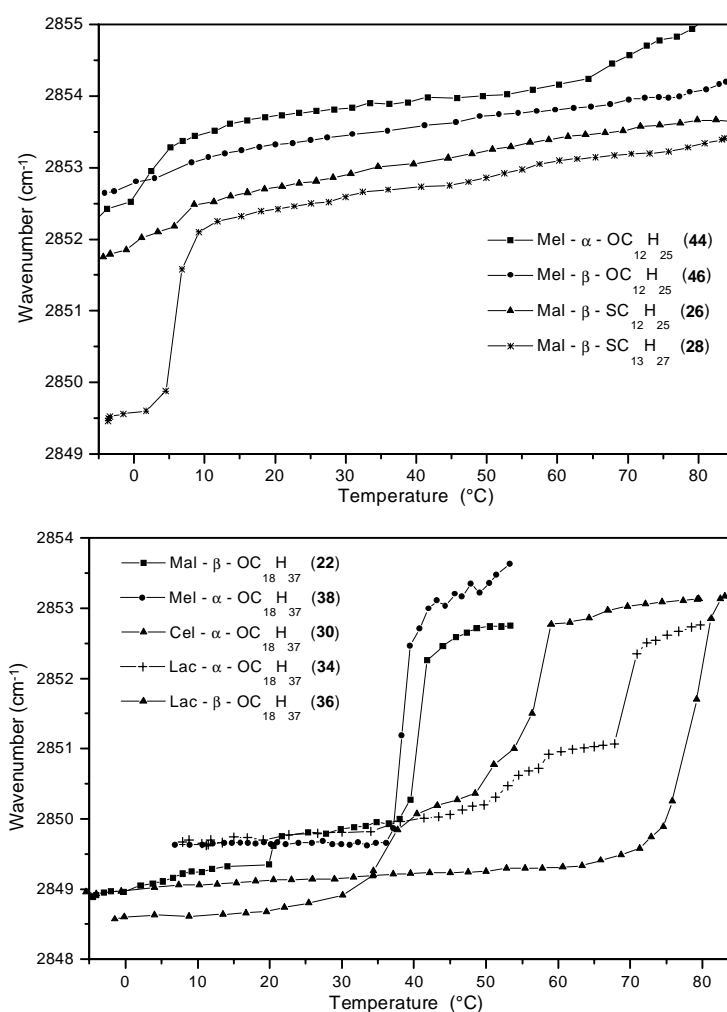 2855
2854
2853
2852
2851
2850
2849
Wavenumber (cm-1)
Mel - α - OC12H25 (44)
Mel - β - OC12H25 (46)
Mal - β - SC12H25 (26)
Mal - β - SC13H27 (28)
0 10 20 30 40 50 60 70 80
Temperature (°C)
2854
2853
2852
2851
2850
2849
2848
Wavenumber (cm-1)
Mal - β - OC18H37 (22)
Mel - α - OC18H37 (38)
Cel - α - OC18H37 (30)
Lac - α - OC18H37 (34)
Lac - β - OC18H37 (36)
0 10 20 30 40 50 60 70 80
Temperature (°C)